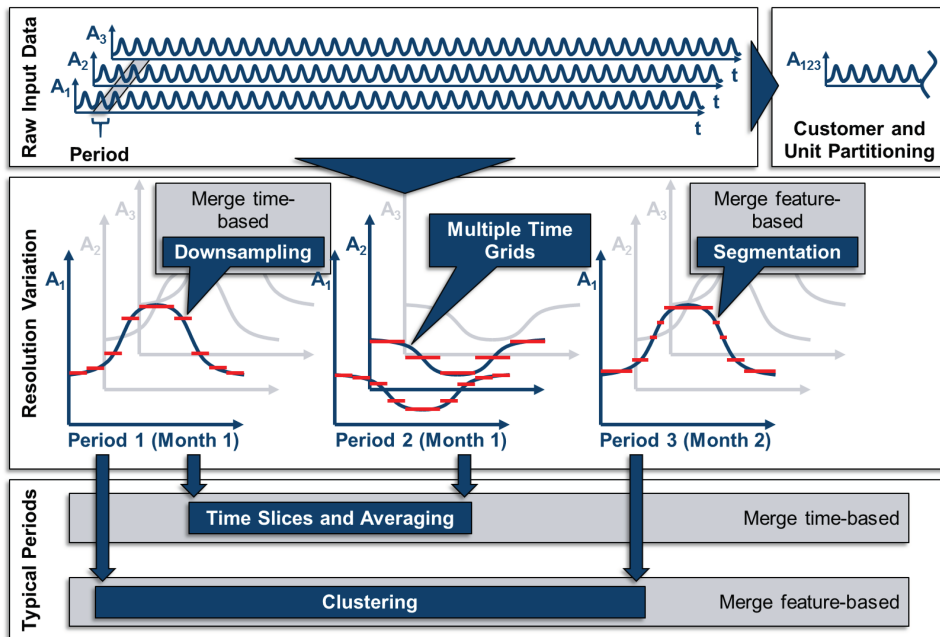 Raw Input Data
A3
t
A2
t
A1
t
Period
A123
t
Customer and
Unit Partitioning
Resolution Variation
Merge time-
based
Downsampling
A3
A2
A1
Period 1 (Month 1)
Multiple Time
Grids
A3
A2
A1
Period 2 (Month 1)
Merge feature-
based
Segmentation
A3
A2
A1
Period 3 (Month 2)
Typical Periods
Time Slices and Averaging
Merge time-based
Clustering
Merge feature-based